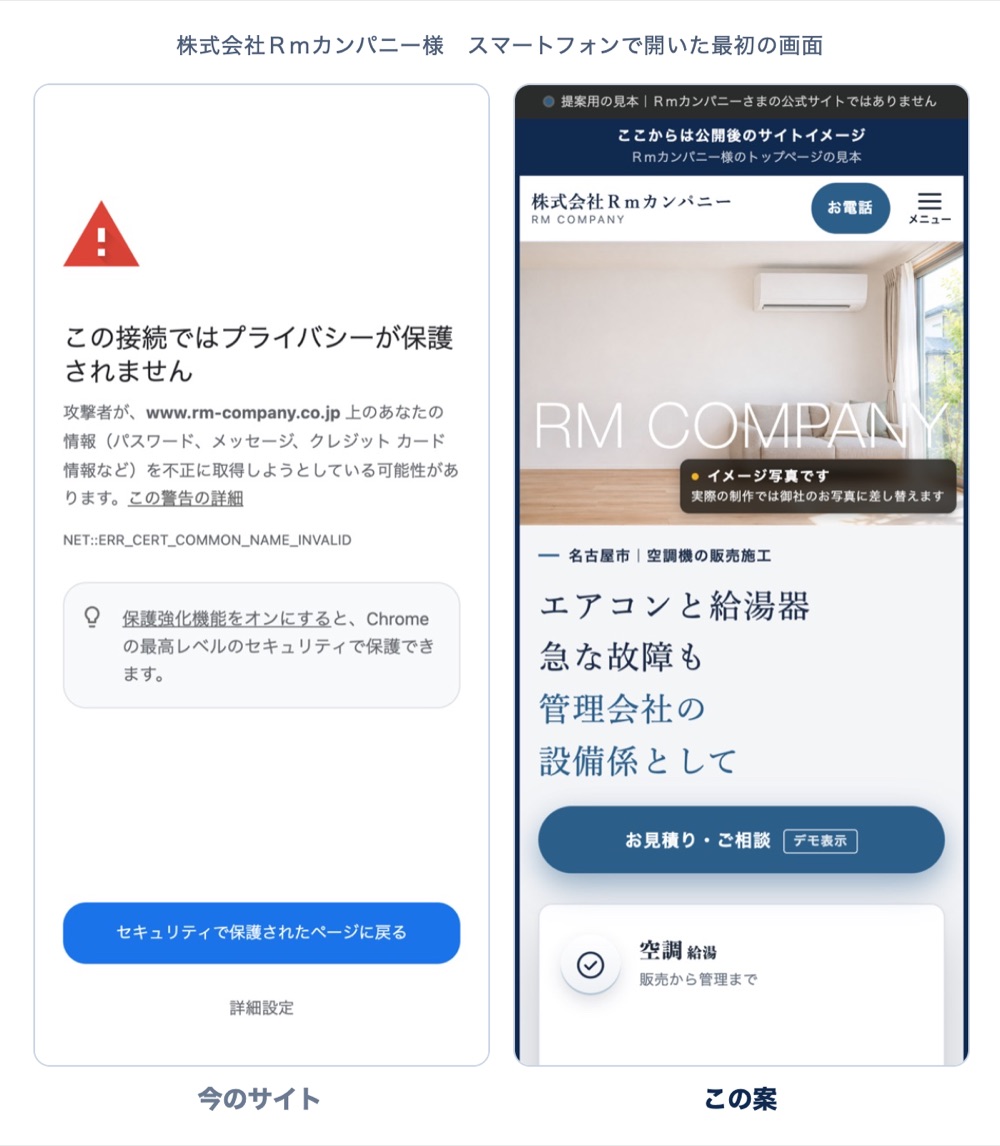 株式会社Ｒｍカンパニー様　スマートフォンで開いた最初の画面
この接続ではプライバシーが保護
されません
攻撃者が、www.rm-company.co.jp 上のあなたの
情報（パスワード、メッセージ、クレジット カード
情報など）を不正に取得しようとしている可能性があ
ります。この警告の詳細
NET::ERR_CERT_COMMON_NAME_INVALID
保護強化機能をオンにすると、Chrome
の最高レベルのセキュリティで保護でき
ます。
セキュリティで保護されたページに戻る
詳細設定
今のサイト
提案用の見本｜Ｒｍカンパニーさまの公式サイトではありません
ここからは公開後のサイトイメージ
Ｒｍカンパニー様のトップページの見本
株式会社Ｒｍカンパニー
RM COMPANY
お電話
メニュー
RM COMPANY
イメージ写真です
実際の制作では御社のお写真に差し替えます
名古屋市｜空調機の販売施工
エアコンと給湯器
急な故障も
管理会社の
設備係として
お見積り・ご相談 デモ表示
空調 給湯
販売から管理まで
この案